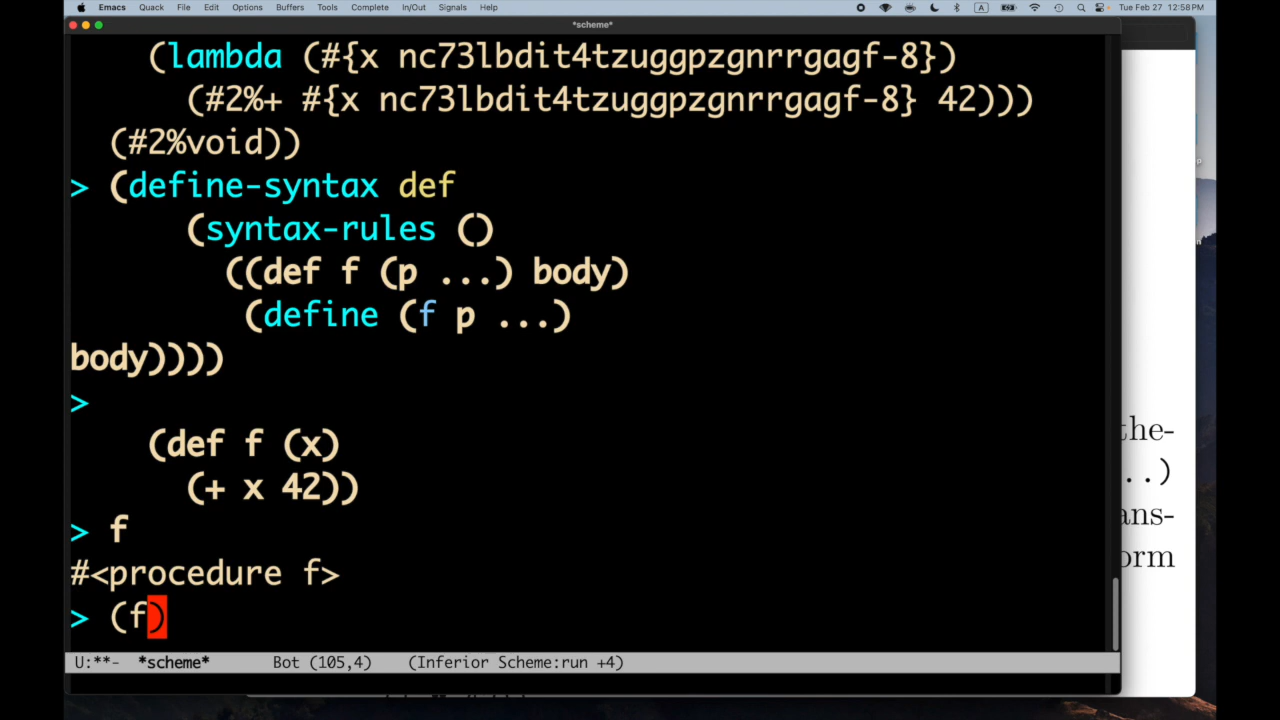 Emacs Quack File Edit Options Buffers Tools Complete In/Out Signals Help A Tue Feb 27 12:58 PM
*scheme*
(lambda (#{x nc73lbdit4tzuggpzgnrrgagf-8})
(#2%+ #{x nc73lbdit4tzuggpzgnrrgagf-8} 42)))
(#2%void))
> (define-syntax def
(syntax-rules ()
((def f (p ...) body)
(define (f p ...)
body))))
>
(def f (x)
(+ x 42))
> f
#<procedure f>
> (f)
U:**- *scheme* Bot (105,4) (Inferior Scheme:run +4)
the-
..)
ans-
orm